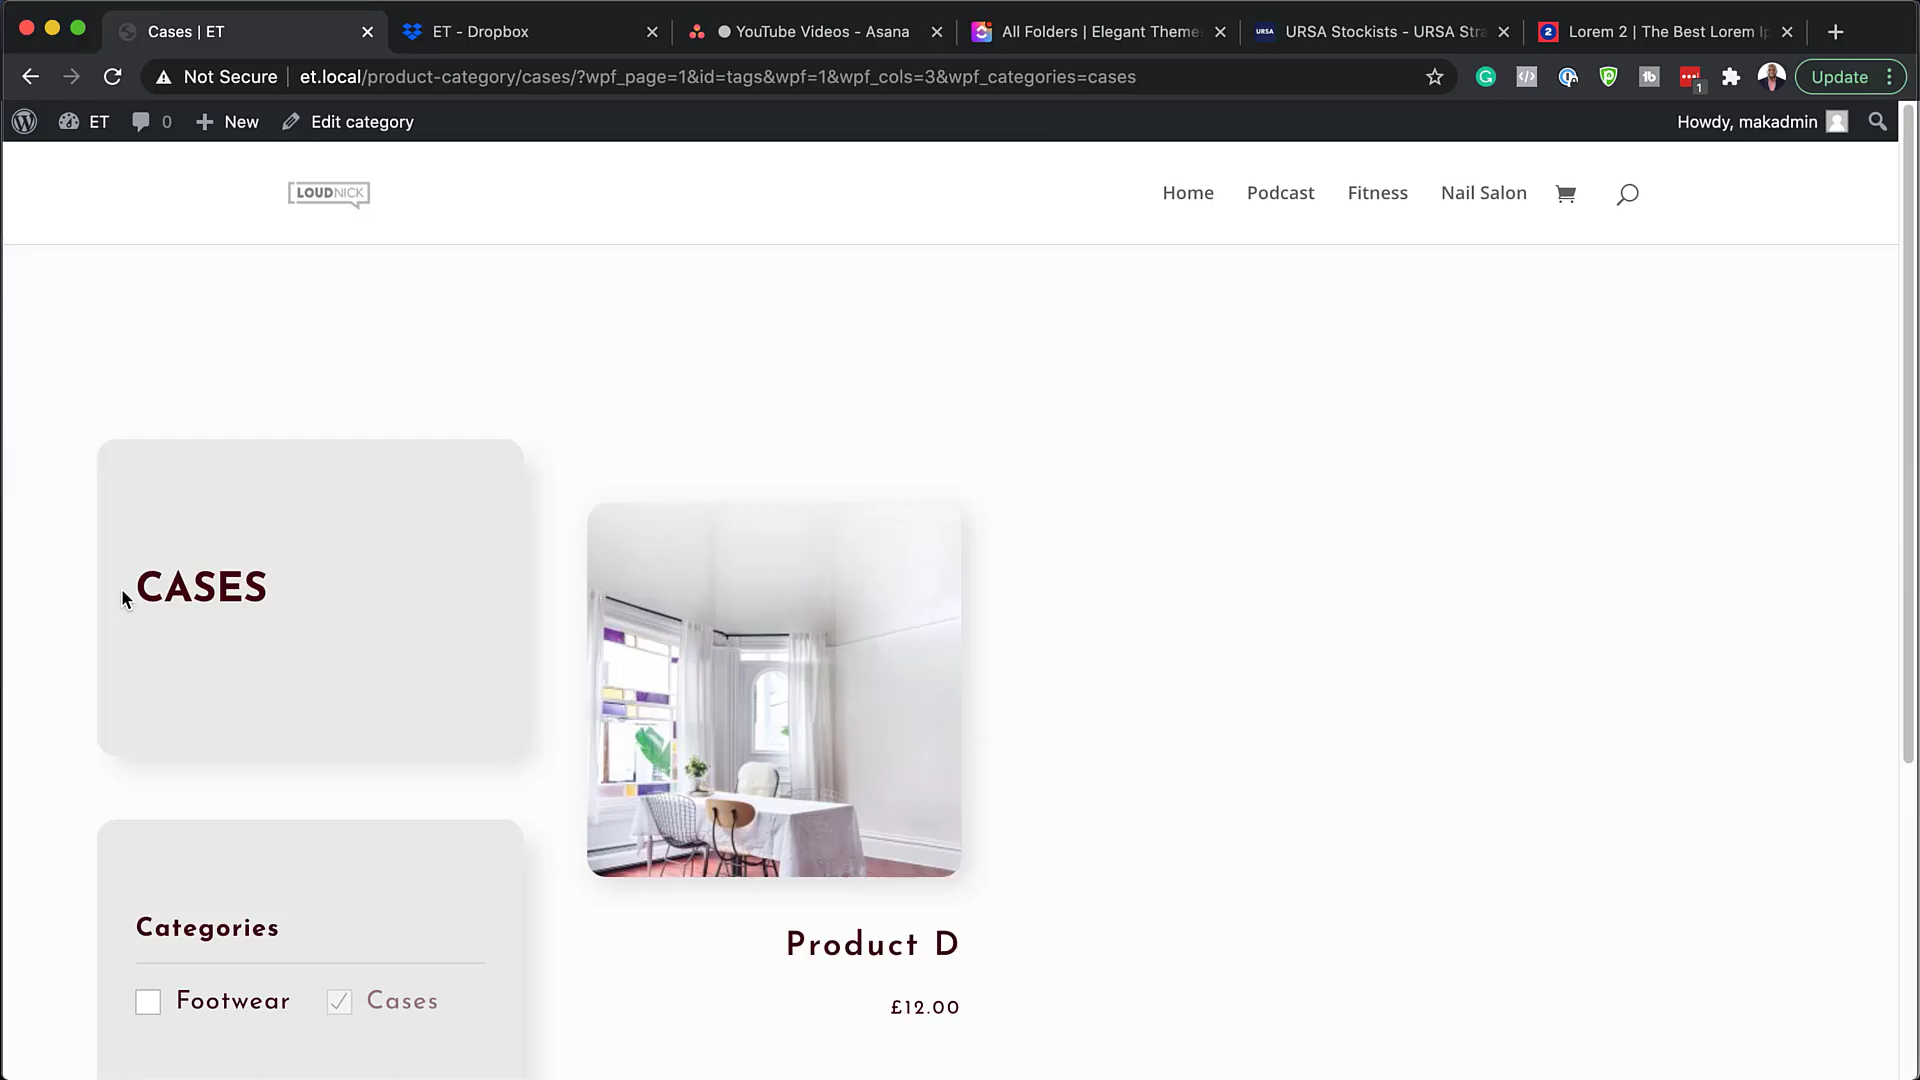 Cases | ET
ET - Dropbox
YouTube Videos - Asana
All Folders | Elegant Theme
URSA Stockists - URSA Stra
Lorem 2 | The Best Lorem Ip
Not Secure
et.local/product-category/cases/?wpf_page=1&id=tags&wpf=1&wpf_cols=3&wpf_categories=cases
Update
ET
0
New
Edit category
Howdy, makadmin
LOUDNICK
Home
Podcast
Fitness
Nail Salon
CASES
Product D
£12.00
Categories
Footwear
Cases